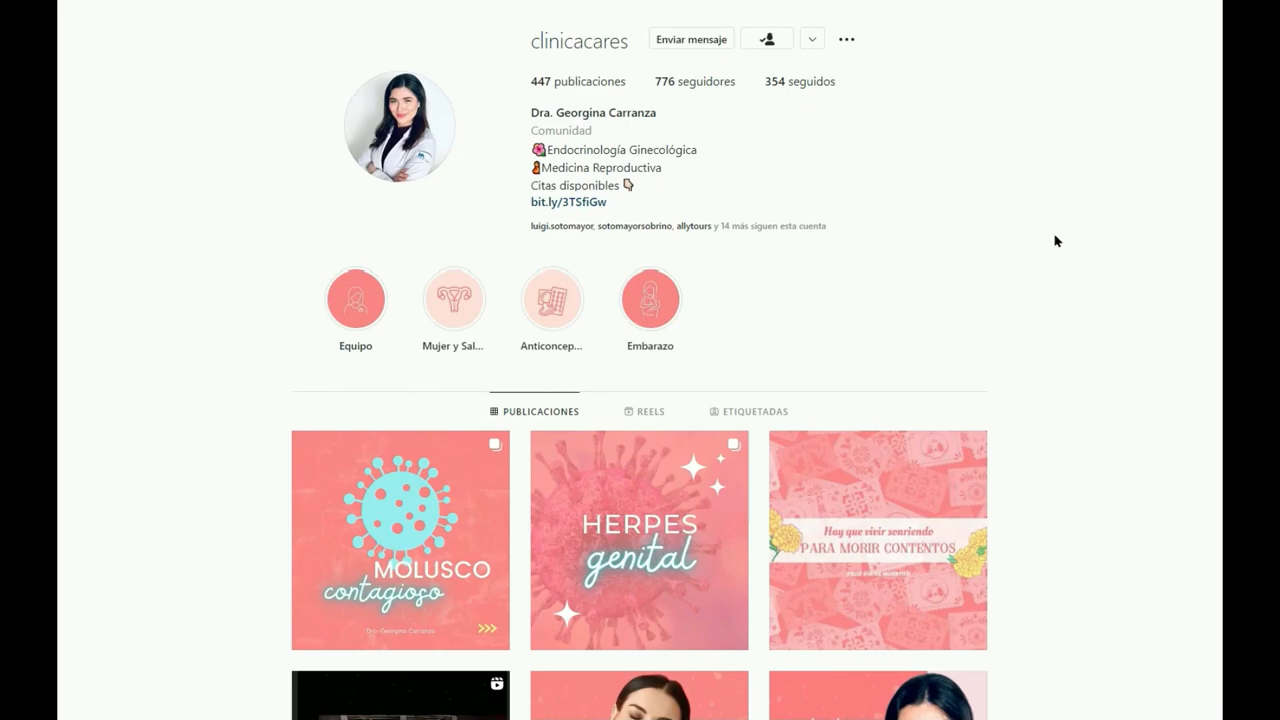 clinicacares Enviar mensaje
447 publicaciones 776 seguidores 354 seguidos
Dra. Georgina Carranza
Comunidad
Endocrinología Ginecológica
Medicina Reproductiva
Citas disponibles
bit.ly/3TSfiGw
luigi.sotomayor, sotomayorsobrino, allytours y 14 más siguen esta cuenta
Equipo Mujer y Sal... Anticoncep... Embarazo
PUBLICACIONES REELS ETIQUETADAS
MOLUSCO
contagioso
Dra. Georgina Carranza
>>>
HERPES
genital
Hay que vivir sonriendo
PARA MORIR CONTENTOS